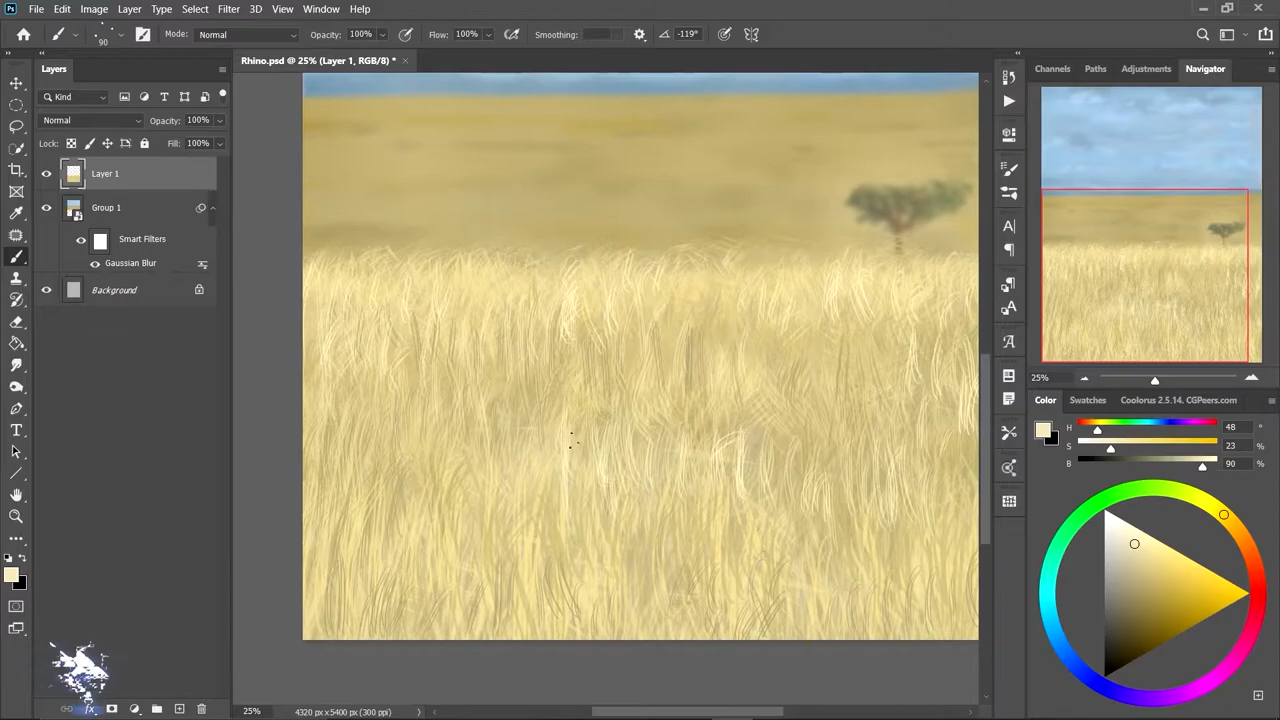 Ps File Edit Image Layer Type Select Filter 3D View Window Help
90 Mode: Normal Opacity: 100% Flow: 100% Smoothing: -119°
Layers
Kind
Normal Opacity: 100%
Lock: Fill: 100%
Layer 1
Group 1
Smart Filters
Gaussian Blur
Background
fx
Rhino.psd @ 25% (Layer 1, RGB/8) * ×
25% 4320 px x 5400 px (300 ppi)
Channels Paths Adjustments Navigator
25%
Color Swatches Coolorus 2.5.14. CGPeers.com
H 48 °
S 23 %
B 90 %